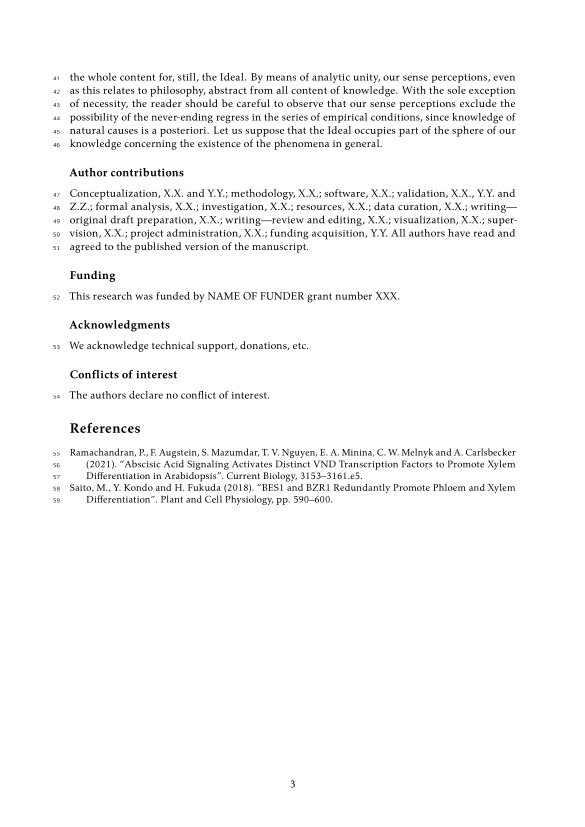 41 the whole content for, still, the Ideal. By means of analytic unity, our sense perceptions, even
42 as this relates to philosophy, abstract from all content of knowledge. With the sole exception
43 of necessity, the reader should be careful to observe that our sense perceptions exclude the
44 possibility of the never-ending regress in the series of empirical conditions, since knowledge of
45 natural causes is a posteriori. Let us suppose that the Ideal occupies part of the sphere of our
46 knowledge concerning the existence of the phenomena in general.
Author contributions
47 Conceptualization, X.X. and Y.Y.; methodology, X.X.; software, X.X.; validation, X.X., Y.Y. and
48 Z.Z.; formal analysis, X.X.; investigation, X.X.; resources, X.X.; data curation, X.X.; writing—
49 original draft preparation, X.X.; writing—review and editing, X.X.; visualization, X.X.; super-
50 vision, X.X.; project administration, X.X.; funding acquisition, Y.Y. All authors have read and
51 agreed to the published version of the manuscript.
Funding
52 This research was funded by NAME OF FUNDER grant number XXX.
Acknowledgments
53 We acknowledge technical support, donations, etc.
Conflicts of interest
54 The authors declare no conflict of interest.
References
55 Ramachandran, P., F. Augstein, S. Mazumdar, T. V. Nguyen, E. A. Minina, C. W. Melnyk and A. Carlsbecker
56 (2021). “Abscisic Acid Signaling Activates Distinct VND Transcription Factors to Promote Xylem
57 Differentiation in Arabidopsis”. Current Biology, 3153–3161.e5.
58 Saito, M., Y. Kondo and H. Fukuda (2018). “BES1 and BZR1 Redundantly Promote Phloem and Xylem
59 Differentiation”. Plant and Cell Physiology, pp. 590–600.
3